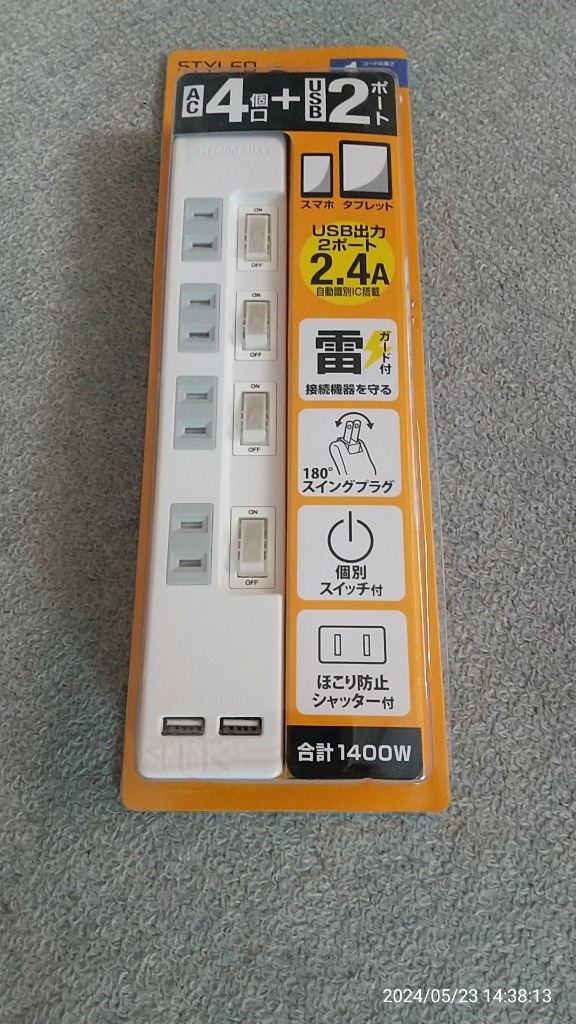 STYLED
コードの長さ
AC 4個口+USB 2ポート
スマホ タブレット
USB出力
2ポート
2.4A
自動識別IC搭載
雷ガード付
接続機器を守る
180°
スイングプラグ
個別
スイッチ付
ほこり防止
シャッター付
合計1400W
ON
OFF
ON
OFF
ON
OFF
ON
OFF
2024/05/23 14:38:13